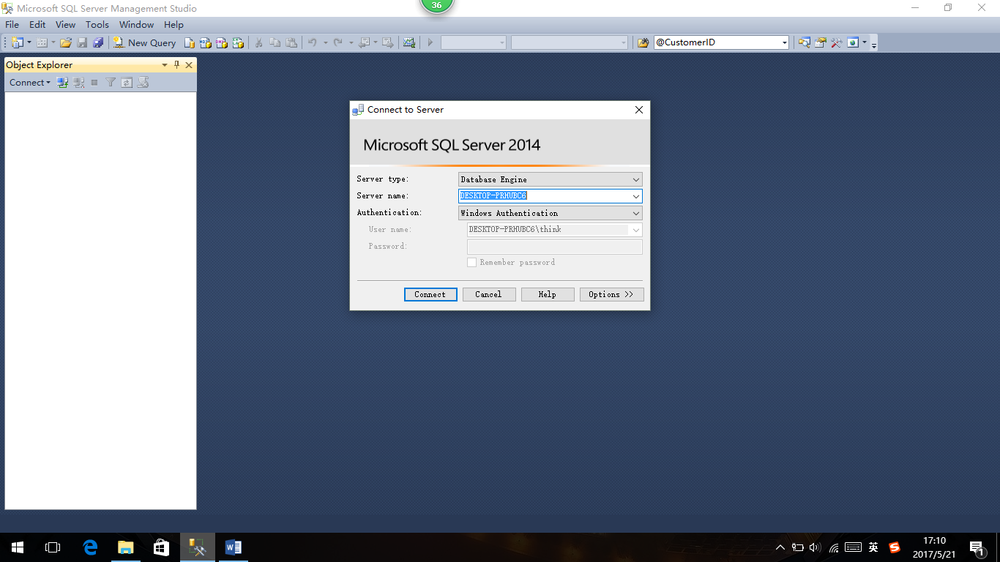 Microsoft SQL Server Management Studio
36
File Edit View Tools Window Help
New Query
@CustomerID
Object Explorer
Connect
Connect to Server
Microsoft SQL Server 2014
Server type: Database Engine
Server name: DESKTOP-PRHUBC6
Authentication: Windows Authentication
User name: DESKTOP-PRHUBC6\think
Password:
Remember password
Connect Cancel Help Options >>
英
17:10
2017/5/21
1